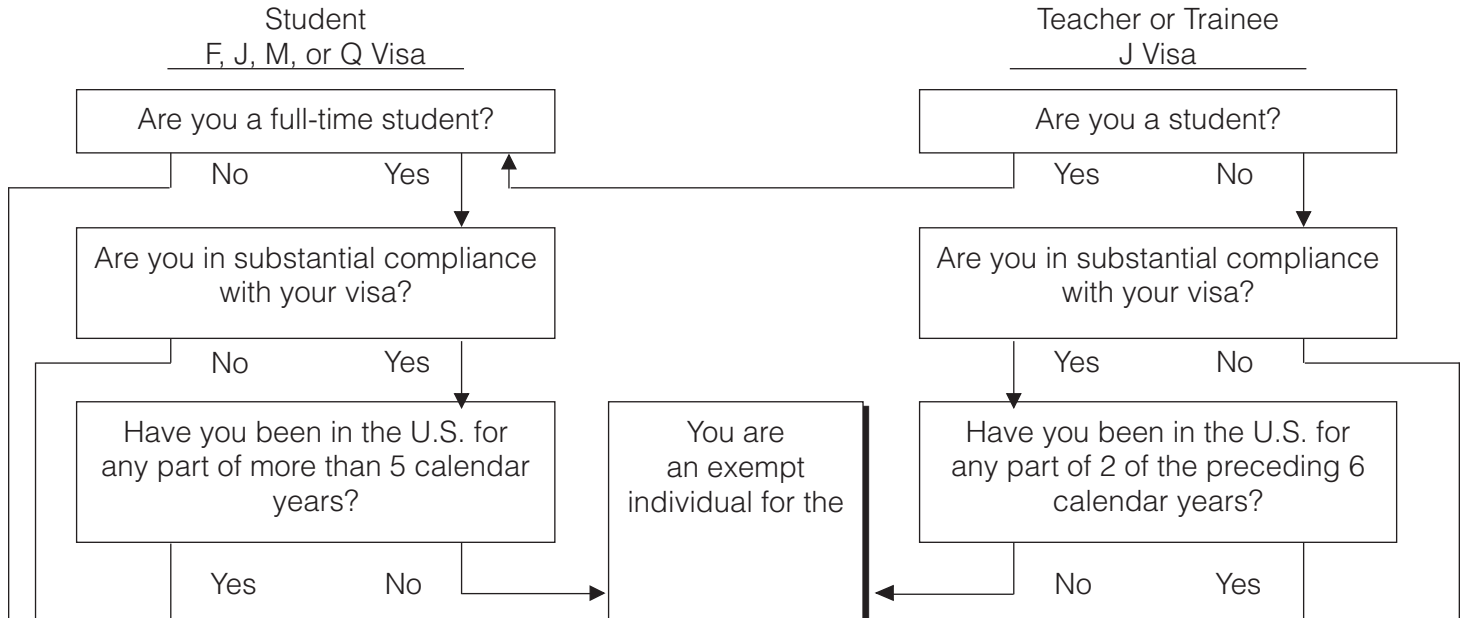 Student
F, J, M, or Q Visa
Teacher or Trainee
J Visa
Are you a full-time student?
Are you a student?
No
Yes
Yes
No
Are you in substantial compliance
with your visa?
Are you in substantial compliance
with your visa?
No
Yes
Yes
No
Have you been in the U.S. for
any part of more than 5 calendar
years?
You are
an exempt
individual for the
Have you been in the U.S. for
any part of 2 of the preceding 6
calendar years?
Yes
No
No
Yes